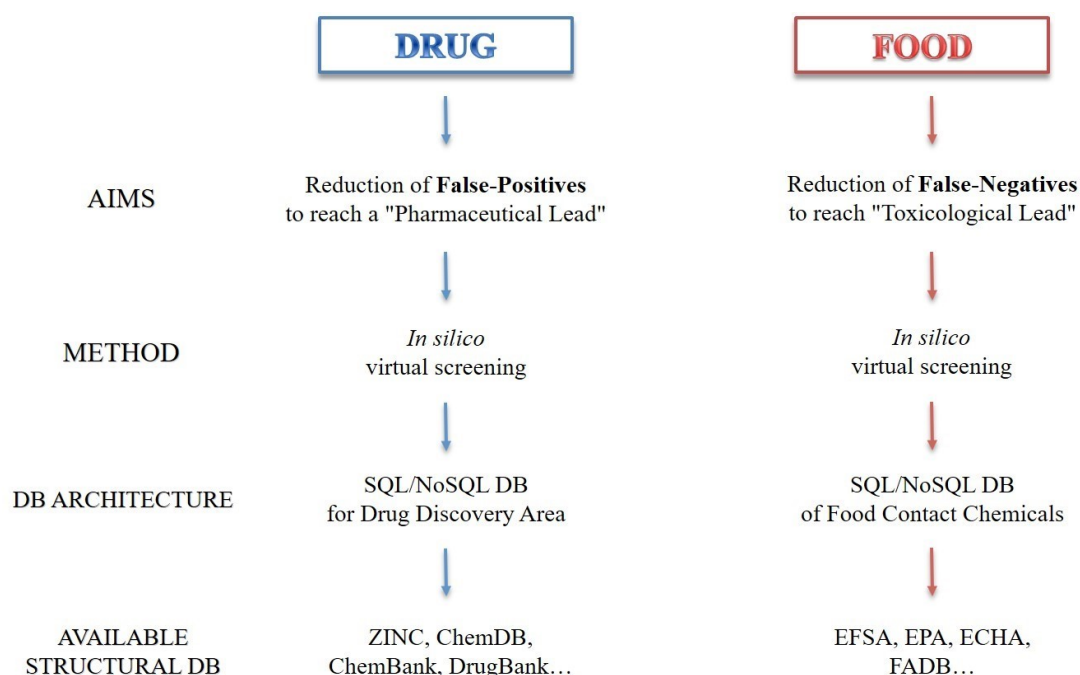 DRUG
FOOD
AIMS
Reduction of False-Positives
to reach a "Pharmaceutical Lead"
Reduction of False-Negatives
to reach "Toxicological Lead"
METHOD
In silico
virtual screening
In silico
virtual screening
DB ARCHITECTURE
SQL/NoSQL DB
for Drug Discovery Area
SQL/NoSQL DB
of Food Contact Chemicals
AVAILABLE
STRUCTURAL DB
ZINC, ChemDB,
ChemBank, DrugBank…
EFSA, EPA, ECHA,
FADB…